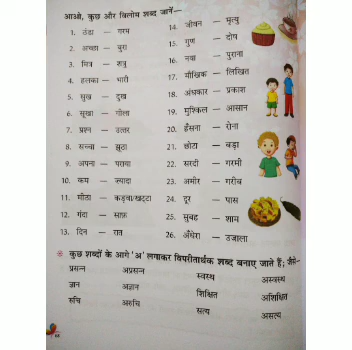 आओ, कुछ और विलोम शब्द जानें—
1. ठंडा — गरम
2. अच्छा — बुरा
3. मित्र — शत्रु
4. हलका — भारी
5. सुख — दुख
6. सूखा — गीला
7. प्रश्न — उत्तर
8. सच्चा — झूठा
9. अपना — पराया
10. कम — ज़्यादा
11. मीठा — कड़वा/खट्टा
12. गंदा — साफ़
13. दिन — रात
14. जीवन — मृत्यु
15. गुण — दोष
16. नया — पुराना
17. मौखिक — लिखित
18. अंधकार — प्रकाश
19. मुश्किल — आसान
20. हँसना — रोना
21. छोटा — बड़ा
22. सरदी — गरमी
23. अमीर — गरीब
24. दूर — पास
25. सुबह — शाम
26. अँधेरा — उजाला
कुछ शब्दों के आगे 'अ' लगाकर विपरीतार्थक शब्द बनाए जाते हैं; जैसे—
प्रसन्न अप्रसन्न स्वस्थ अस्वस्थ
ज्ञान अज्ञान शिक्षित अशिक्षित
रुचि अरुचि सत्य असत्य